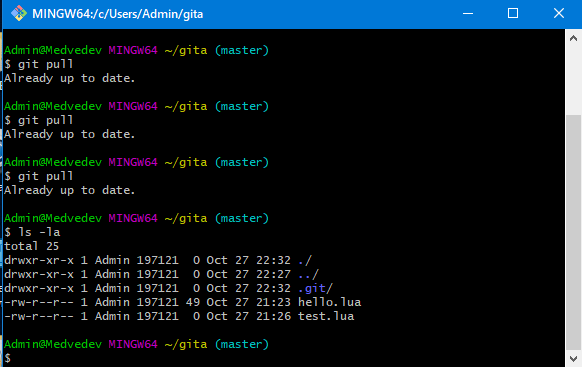 MINGW64:/c/Users/Admin/gita
Admin@Medvedev MINGW64 ~/gita (master)
$ git pull
Already up to date.
Admin@Medvedev MINGW64 ~/gita (master)
$ git pull
Already up to date.
Admin@Medvedev MINGW64 ~/gita (master)
$ git pull
Already up to date.
Admin@Medvedev MINGW64 ~/gita (master)
$ ls -la
total 25
drwxr-xr-x 1 Admin 197121  0 Oct 27 22:32 ./
drwxr-xr-x 1 Admin 197121  0 Oct 27 22:27 ../
drwxr-xr-x 1 Admin 197121  0 Oct 27 22:32 .git/
-rw-r--r-- 1 Admin 197121 49 Oct 27 21:23 hello.lua
-rw-r--r-- 1 Admin 197121  0 Oct 27 21:26 test.lua
Admin@Medvedev MINGW64 ~/gita (master)
$